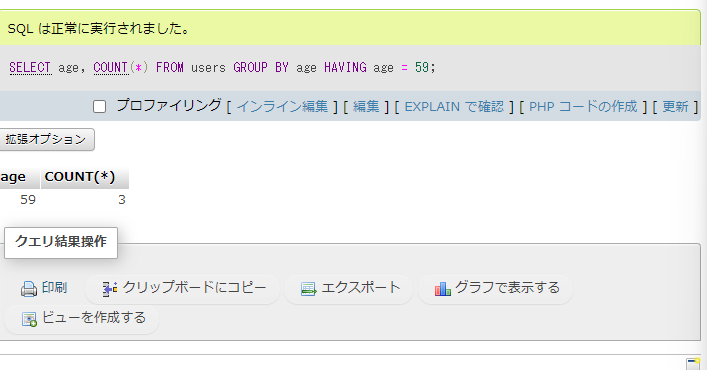 SQL は正常に実行されました。
SELECT age, COUNT(*) FROM users GROUP BY age HAVING age = 59;
プロファイリング [ インライン編集 ] [ 編集 ] [ EXPLAIN で確認 ] [ PHP コードの作成 ] [ 更新 ]
拡張オプション
age COUNT(*)
59 3
クエリ結果操作
印刷 クリップボードにコピー エクスポート グラフで表示する
ビューを作成する